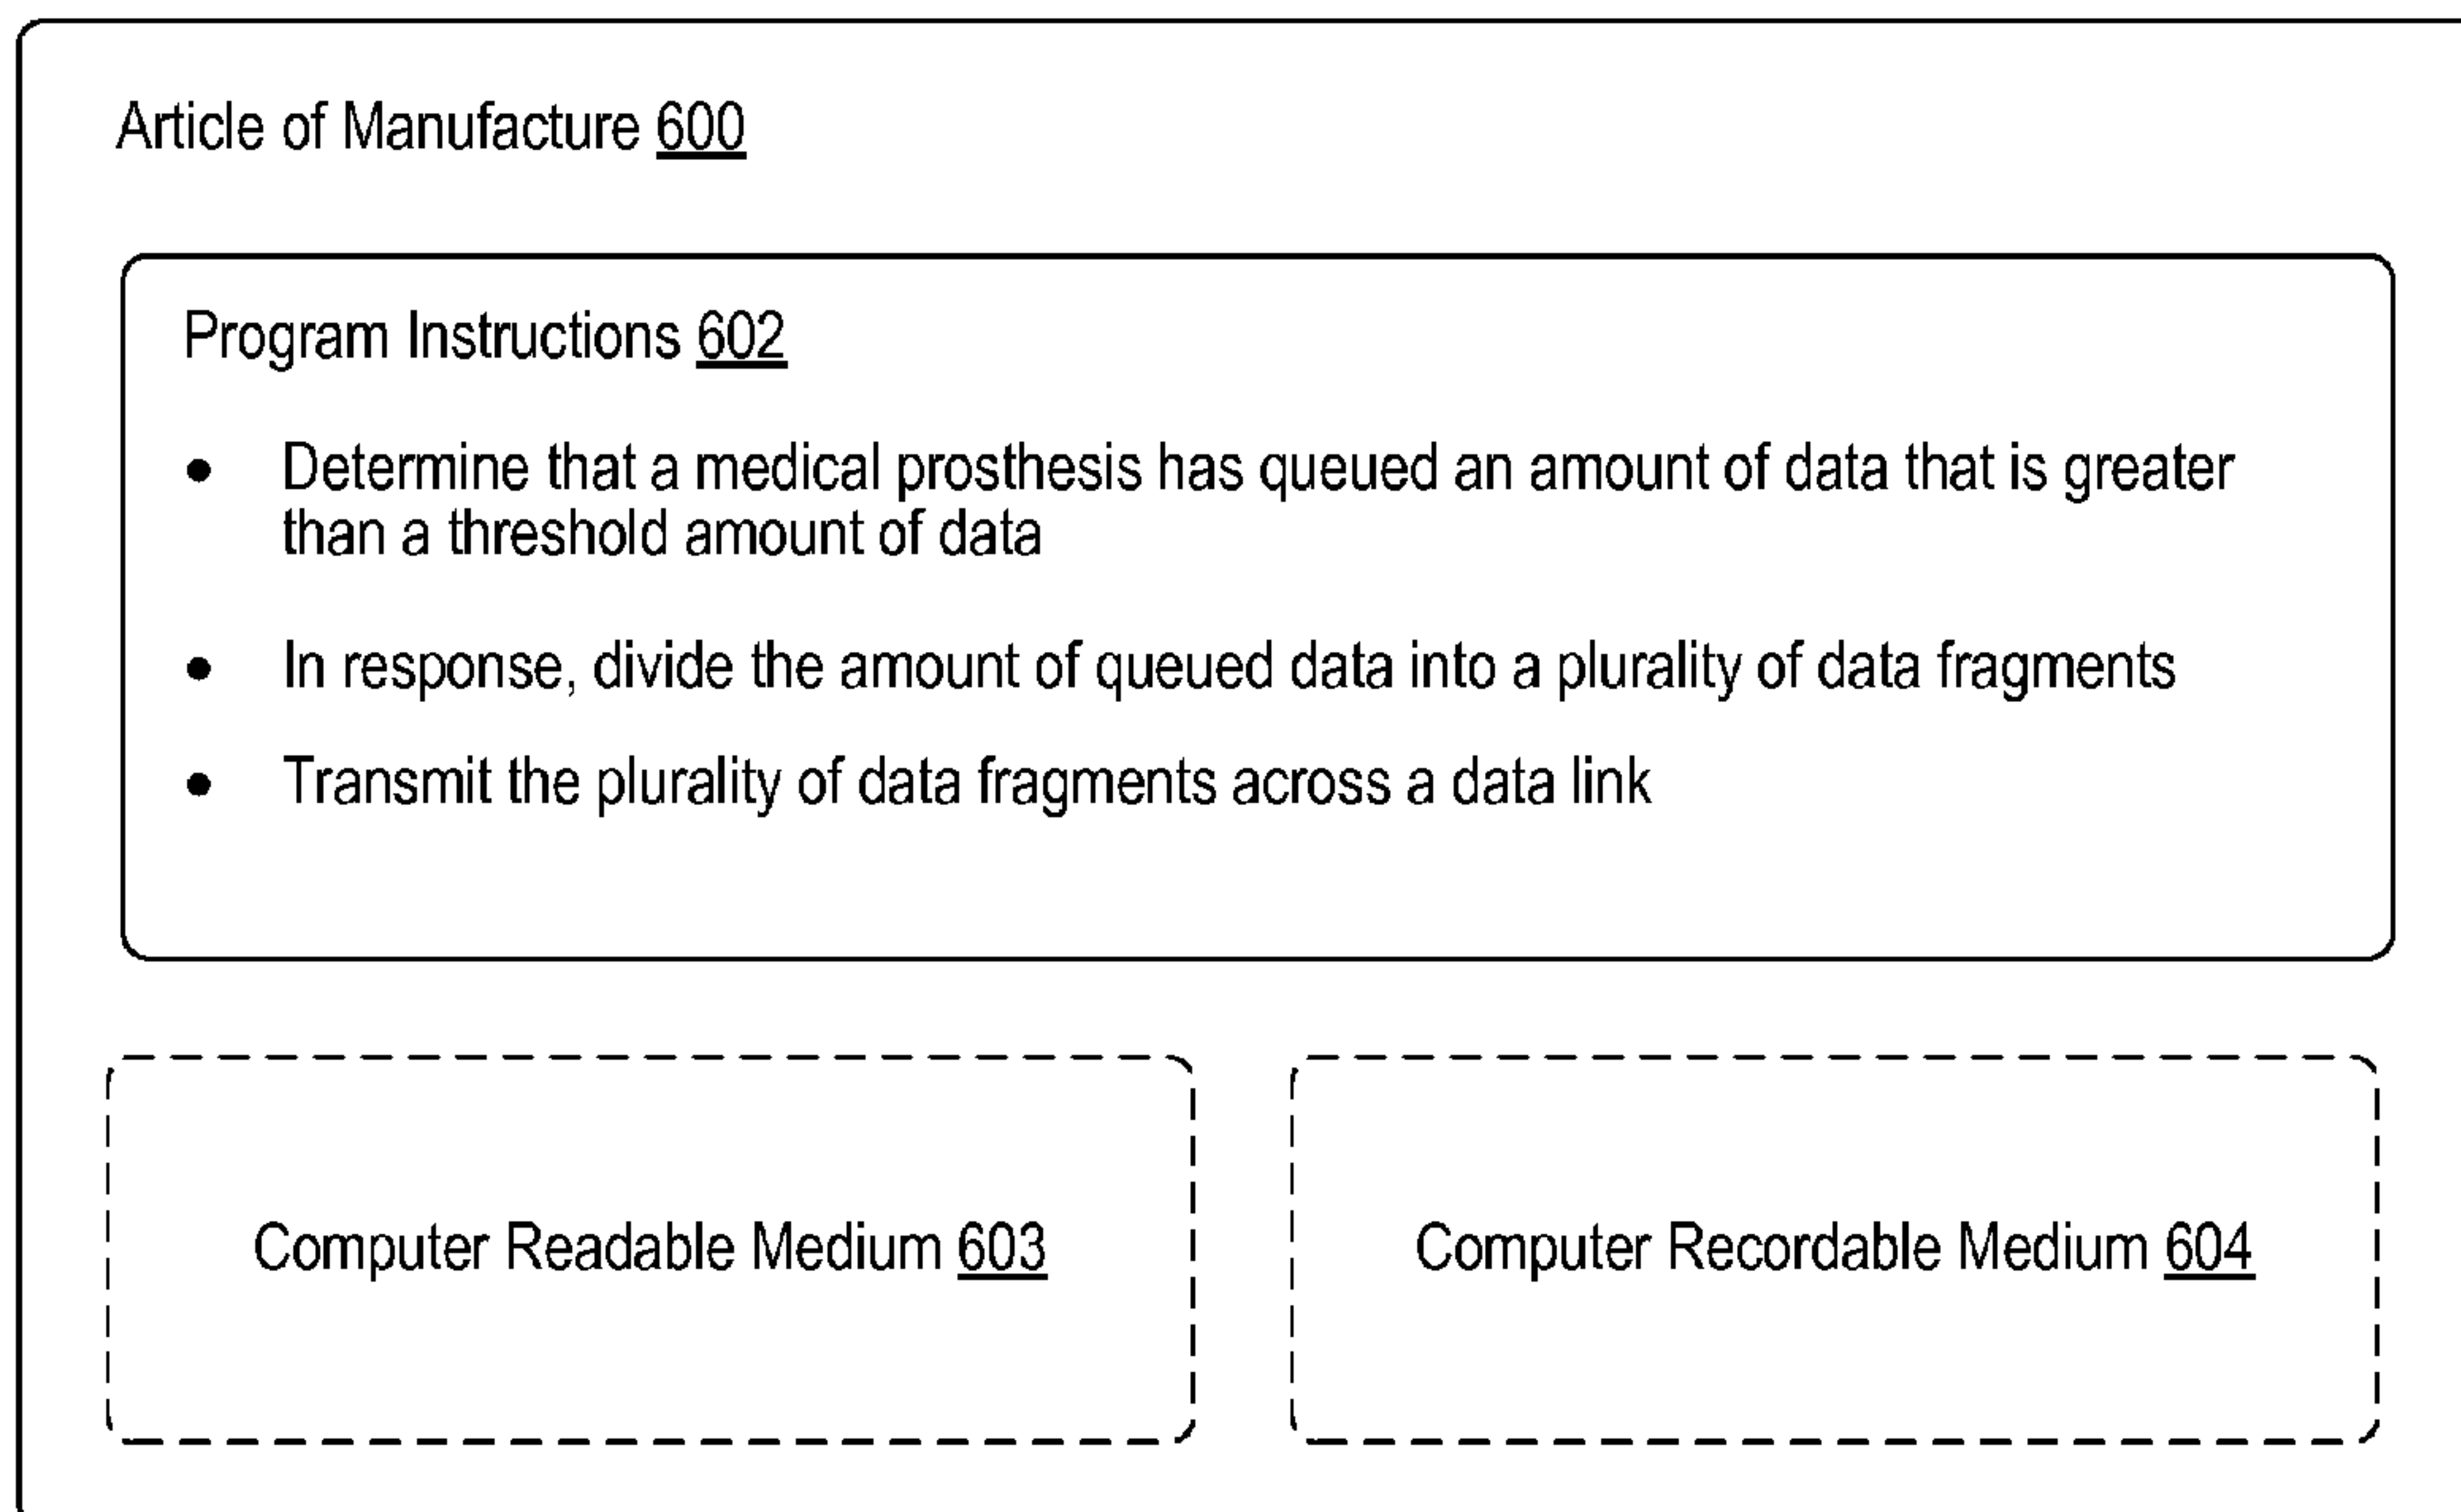 Article of Manufacture 600
Program Instructions 602
• Determine that a medical prosthesis has queued an amount of data that is greater
than a threshold amount of data
• In response, divide the amount of queued data into a plurality of data fragments
• Transmit the plurality of data fragments across a data link
Computer Readable Medium 603
Computer Recordable Medium 604